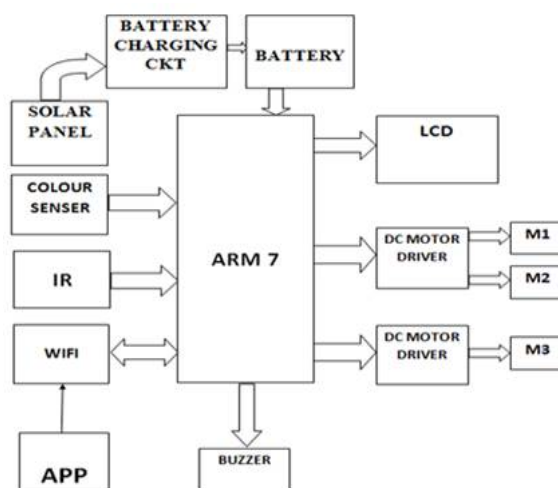 BATTERY
CHARGING
CKT
BATTERY
SOLAR
PANEL
LCD
COLOUR
SENSER
ARM 7
DC MOTOR
DRIVER
M1
M2
IR
WIFI
DC MOTOR
DRIVER
M3
APP
BUZZER